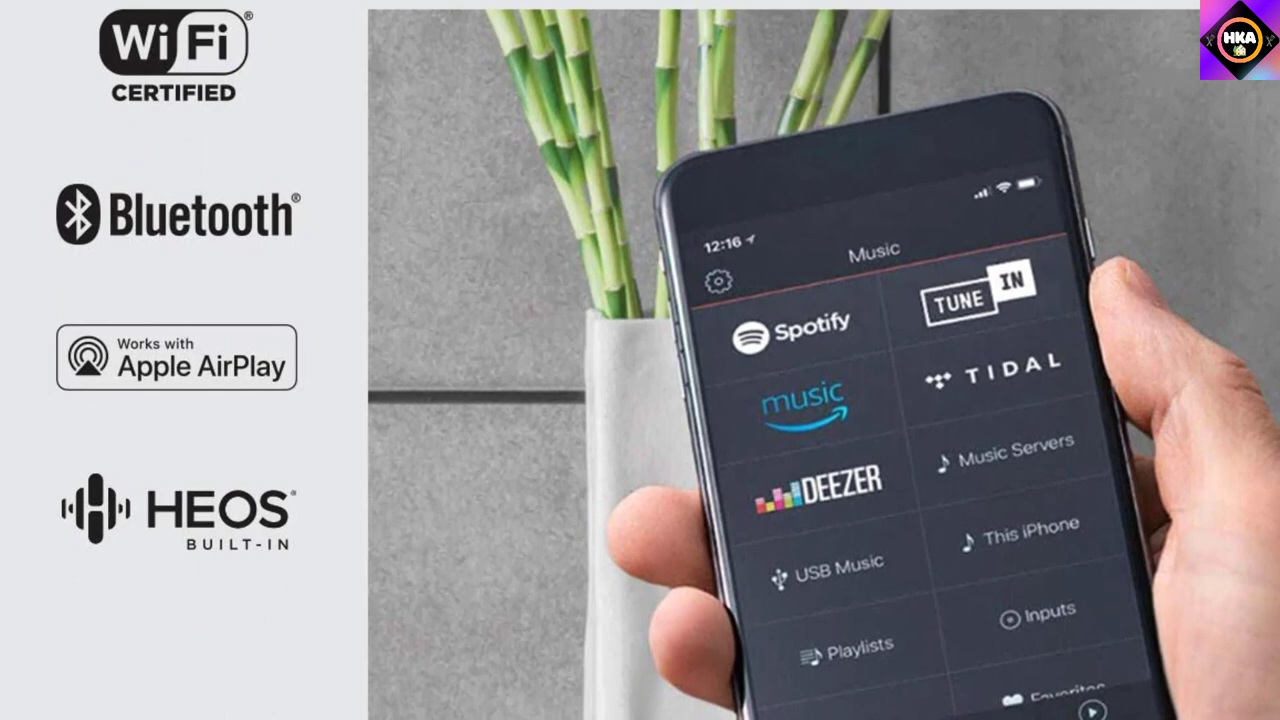 Wi Fi®
CERTIFIED
Bluetooth®
Works with
Apple AirPlay
HEOS®
BUILT-IN
HKA
12:16
Music
Spotify
TUNE IN
music
TIDAL
DEEZER
Music Servers
USB Music
This iPhone
Playlists
Inputs
Favorites